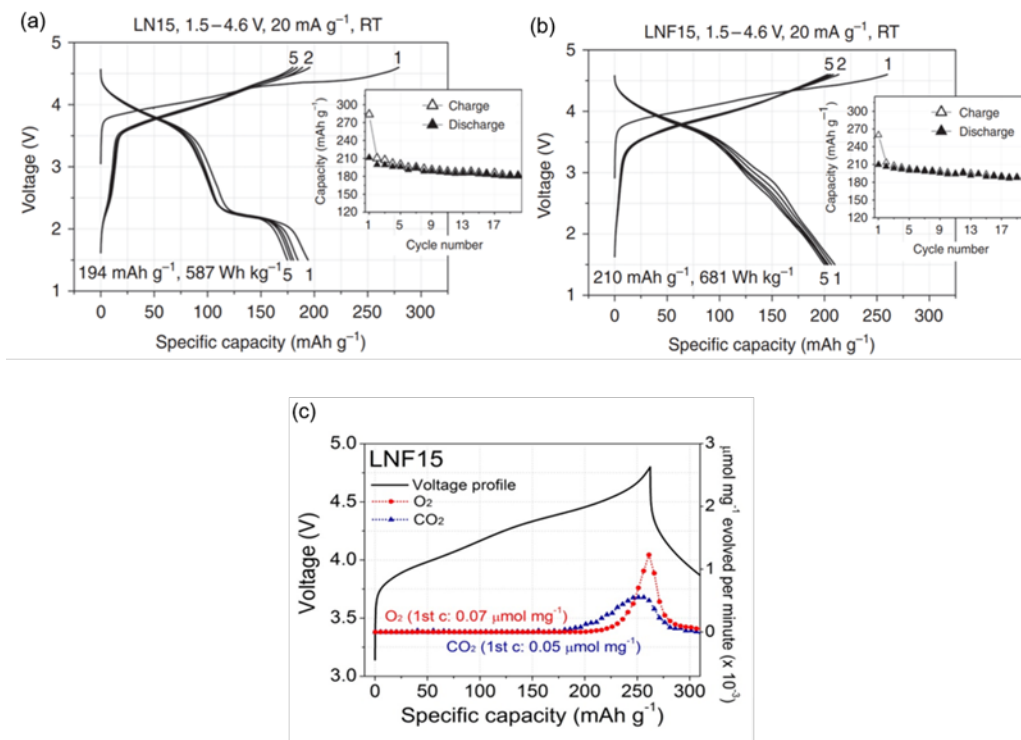 (a)
LN15, 1.5–4.6 V, 20 mA g⁻¹, RT
5
4
3
2
1
Voltage (V)
5 2
1
300
270
240
210
180
150
120
Capacity (mAh g⁻¹)
Charge
Discharge
1 5 9 13 17
Cycle number
194 mAh g⁻¹, 587 Wh kg⁻¹
5 1
0 50 100 150 200 250 300
Specific capacity (mAh g⁻¹)
(b)
LNF15, 1.5–4.6 V, 20 mA g⁻¹, RT
5
4
3
2
1
Voltage (V)
5 2
1
300
270
240
210
180
150
120
Capacity (mAh g⁻¹)
Charge
Discharge
1 5 9 13 17
Cycle number
210 mAh g⁻¹, 681 Wh kg⁻¹
5 1
0 50 100 150 200 250 300
Specific capacity (mAh g⁻¹)
(c)
5.0
4.5
4.0
3.5
3.0
Voltage (V)
LNF15
Voltage profile
O₂
CO₂
O₂ (1st c: 0.07 μmol mg⁻¹)
CO₂ (1st c: 0.05 μmol mg⁻¹)
3
2
1
0
μmol mg⁻¹ evolved per minute (x 10⁻³)
0 50 100 150 200 250 300
Specific capacity (mAh g⁻¹)